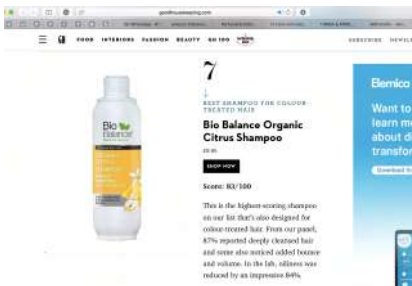 goodhousekeeping.com
FOOD INTERIORS FASHION BEAUTY GH 100
SUBSCRIBE
7
BEST SHAMPOO FOR COLOUR-
TREATED HAIR
Bio Balance Organic
Citrus Shampoo
SHOP NOW
Score: 83/100
This is the highest-scoring shampoo
on our list that's also designed for
colour-treated hair. From our panel,
87% reported deeply cleansed hair
and some also noticed added bounce
and volume. In the lab, oiliness was
reduced by an impressive 84%.
Bio
balance
Elemica
Want to
learn mo
about di
transfor